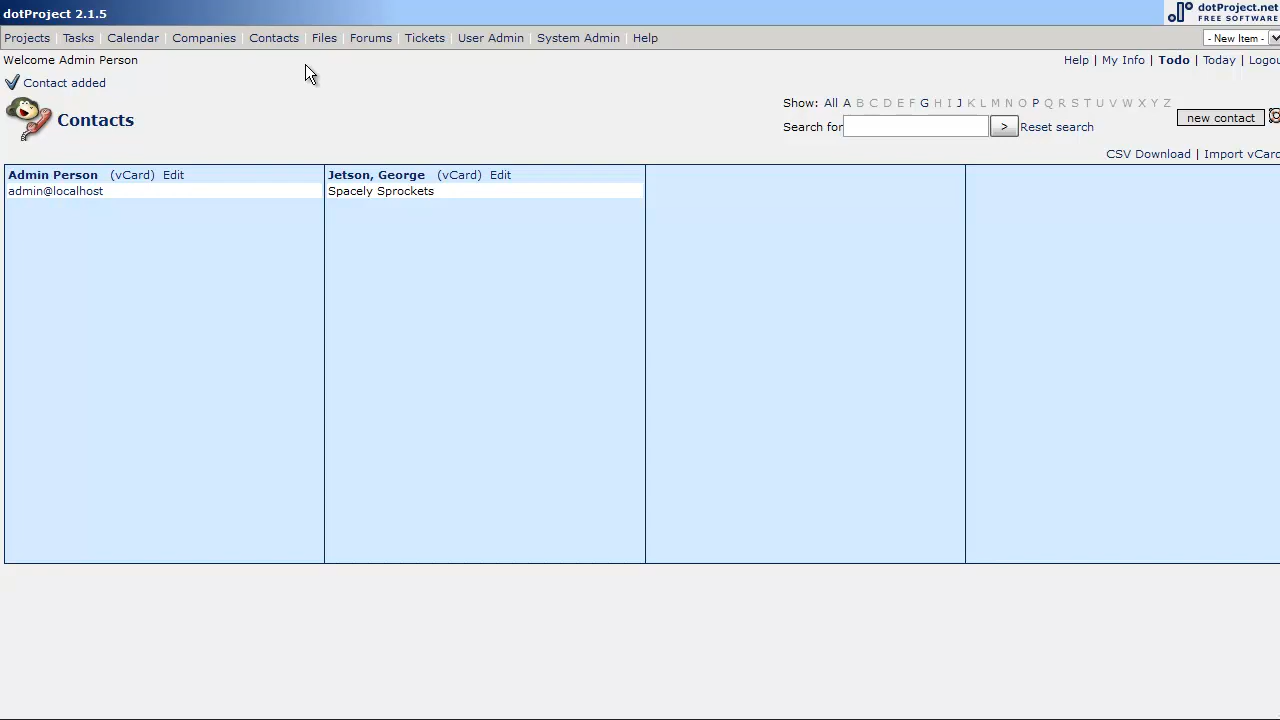 dotProject 2.1.5
dotProject.net
FREE SOFTWARE
Projects | Tasks | Calendar | Companies | Contacts | Files | Forums | Tickets | User Admin | System Admin | Help
- New Item -
Welcome Admin Person
Help | My Info | Todo | Today | Logou
Contact added
Contacts
Show: All A B C D E F G H I J K L M N O P Q R S T U V W X Y Z
new contact
Search for > Reset search
CSV Download | Import vCard
Admin Person (vCard) Edit
admin@localhost
Jetson, George (vCard) Edit
Spacely Sprockets